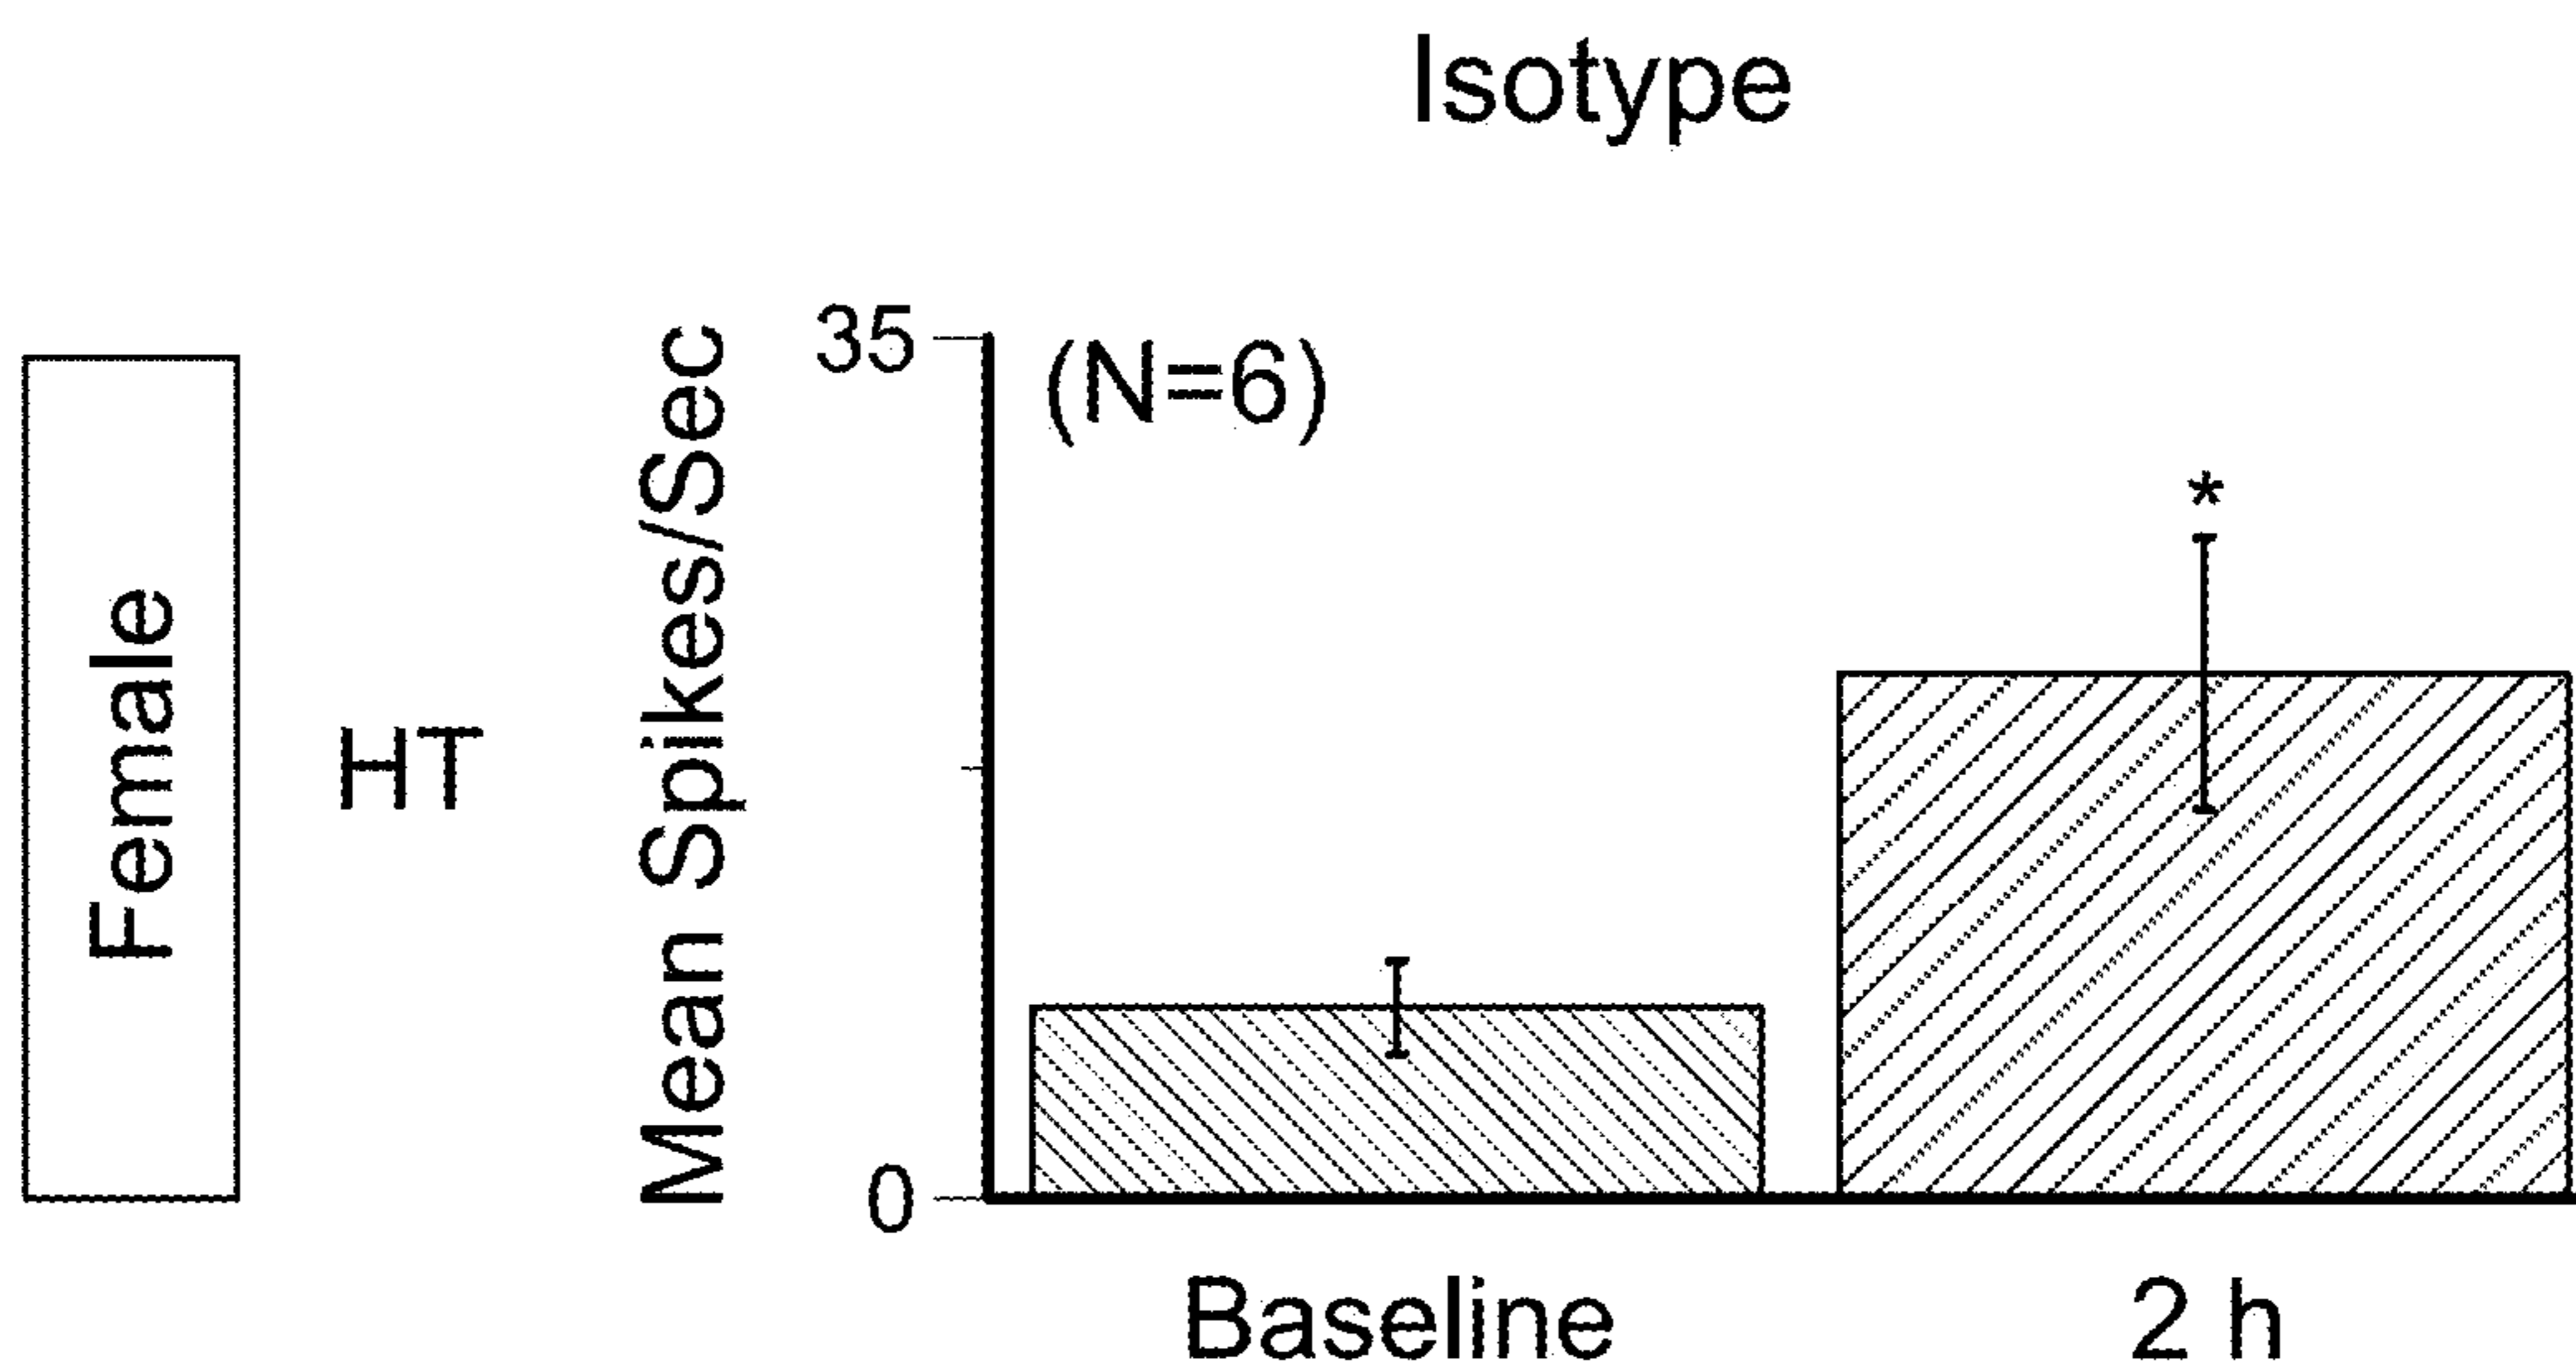 Isotype
Female
HT
Mean Spikes/Sec
35
(N=6)
*
0
Baseline
2 h